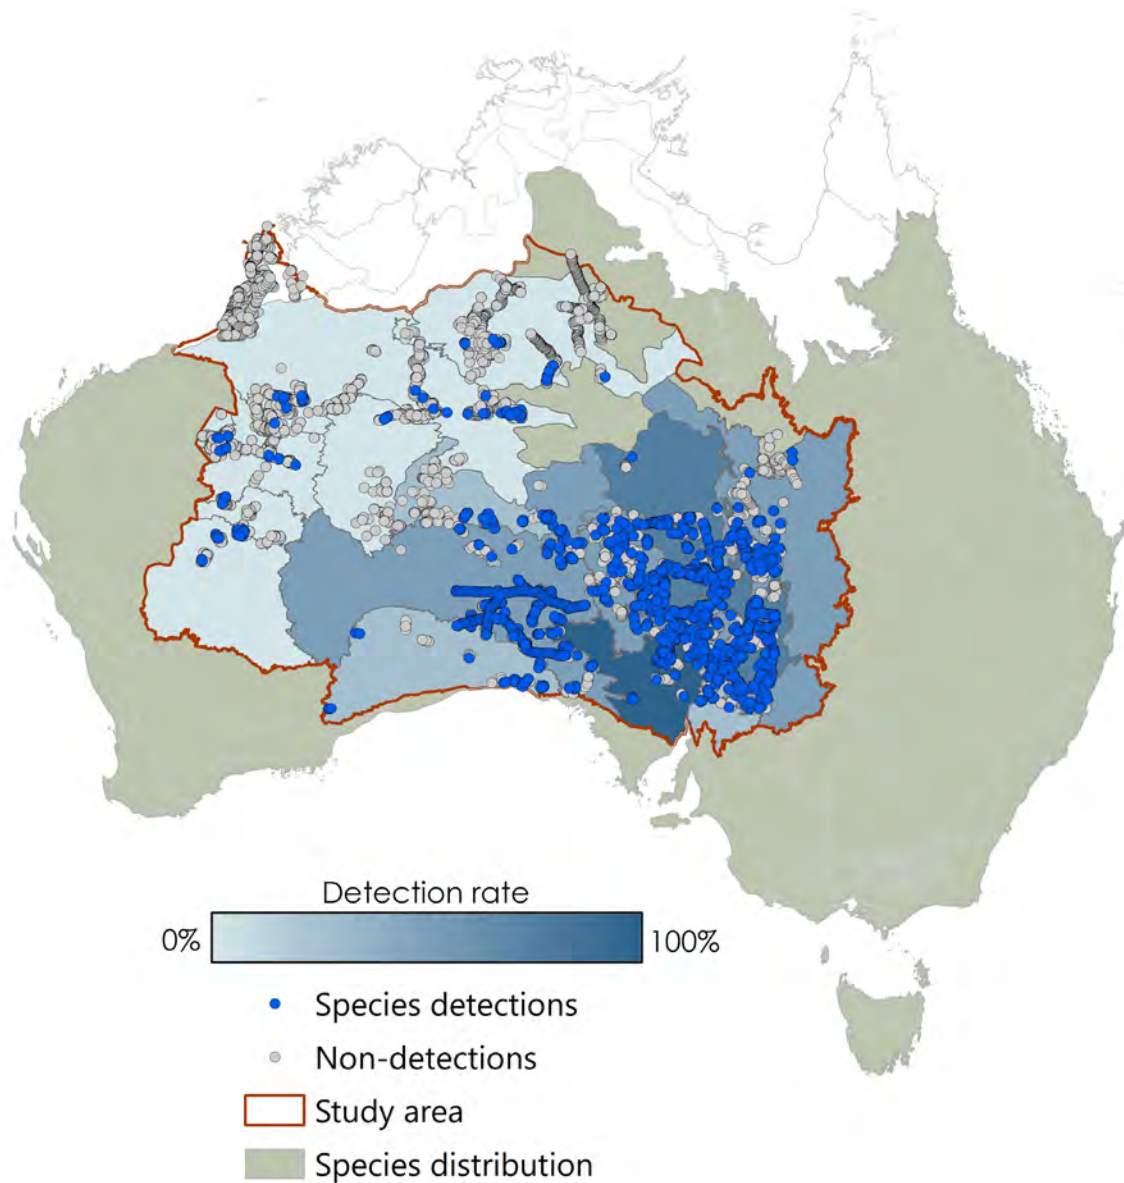 Detection rate
0% 100%
Species detections
Non-detections
Study area
Species distribution